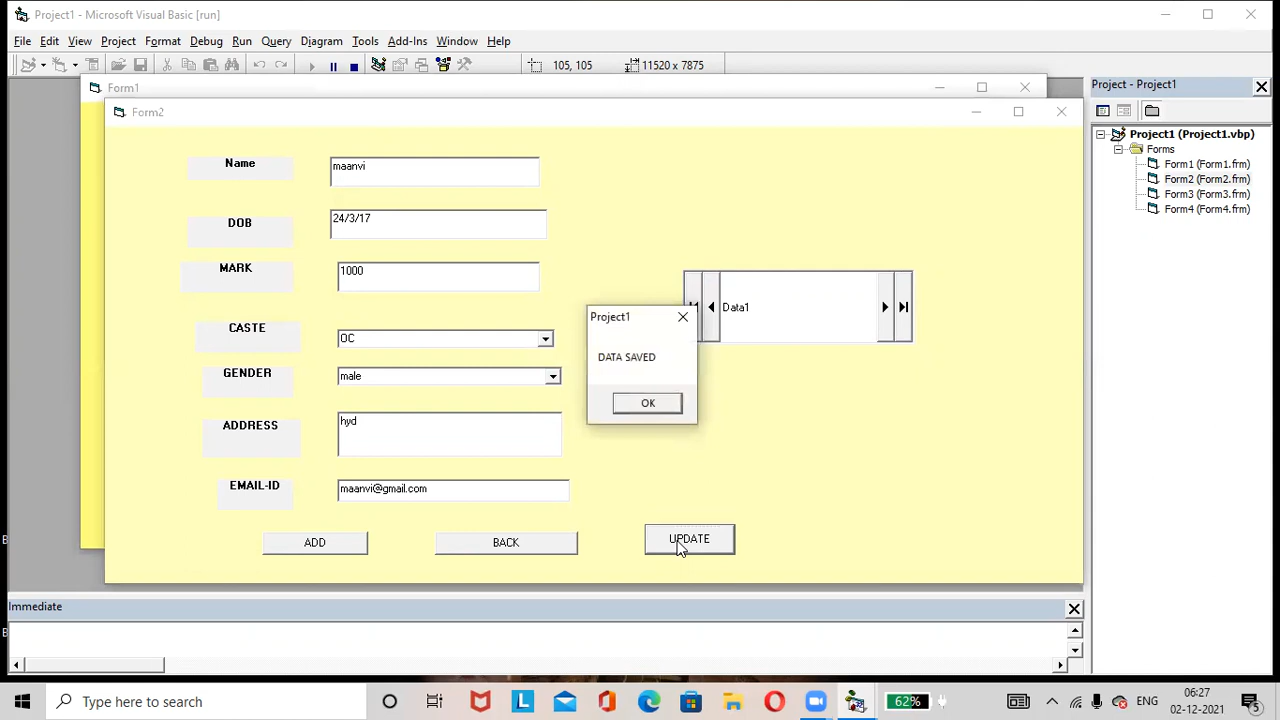 Project1 - Microsoft Visual Basic [run]
File Edit View Project Format Debug Run Query Diagram Tools Add-Ins Window Help
105, 105 11520 x 7875
Form1
Project - Project1
Form2
Project1 (Project1.vbp)
Forms
Form1 (Form1.frm)
Form2 (Form2.frm)
Form3 (Form3.frm)
Form4 (Form4.frm)
Name maanvi
DOB 24/3/17
MARK 1000
Data1
Project1
DATA SAVED
OK
CASTE OC
GENDER male
ADDRESS hyd
EMAIL-ID maanvi@gmail.com
ADD BACK UPDATE
Immediate
Type here to search
62%
ENG
06:27
02-12-2021
5